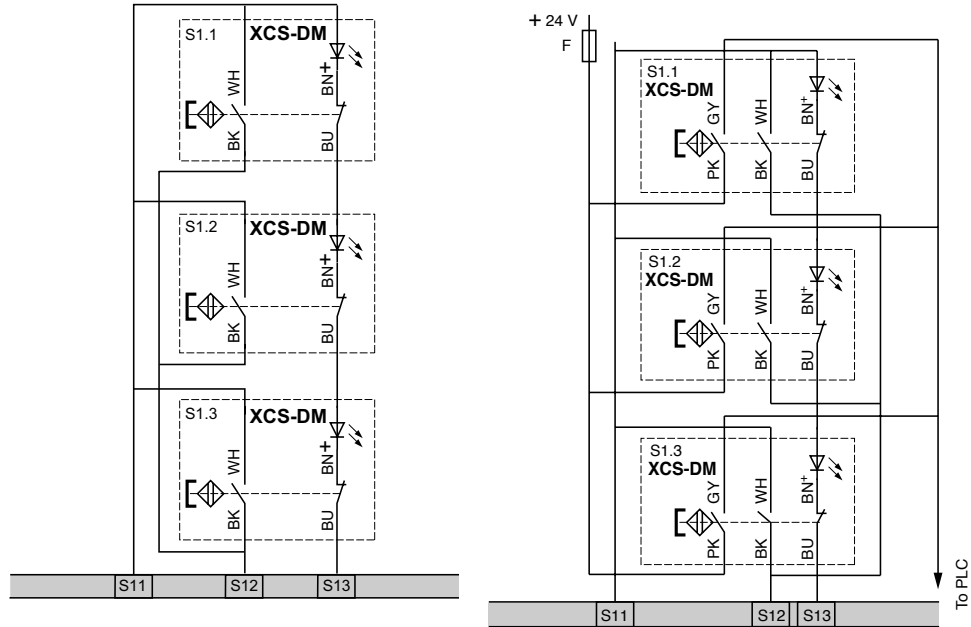 S1.1 XCS-DM
WH
BN+
BK
BU
S1.2 XCS-DM
WH
BN+
BK
BU
S1.3 XCS-DM
WH
BN+
BK
BU
S11 S12 S13
+ 24 V
F
S1.1
XCS-DM
GY
WH
BN+
PK
BK
BU
S1.2
XCS-DM
GY
WH
BN+
PK
BK
BU
S1.3
XCS-DM
GY
WH
BN+
PK
BK
BU
To PLC
S11 S12 S13